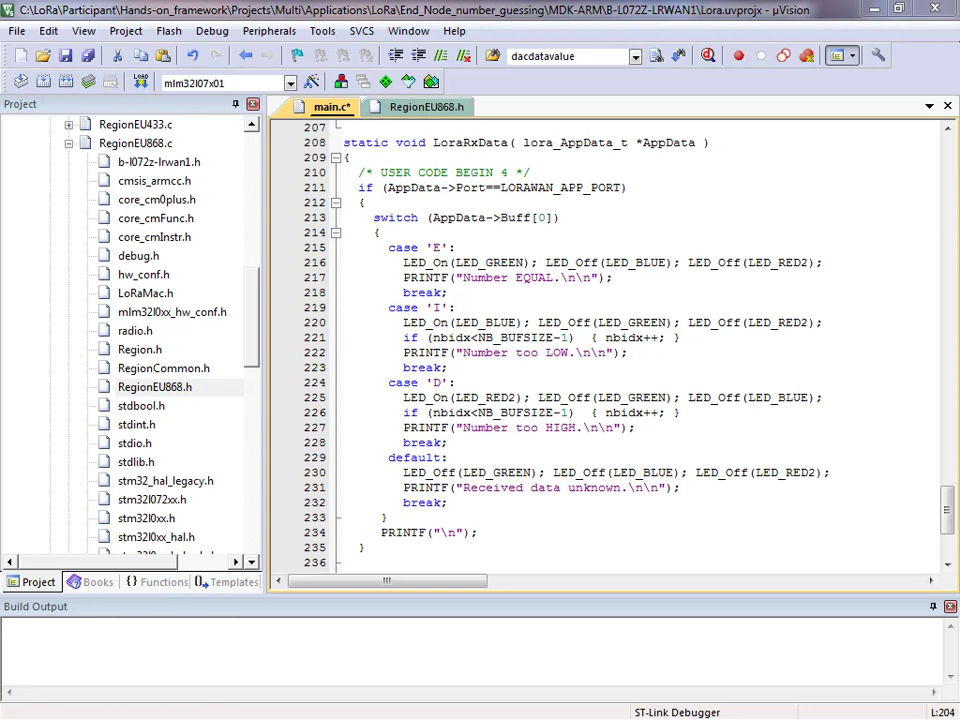 C:\LoRa\Participant\Hands-on_framework\Projects\Multi\Applications\LoRa\End_Node_number_guessing\MDK-ARM\B-L072Z-LRWAN1\Lora.uvprojx - µVision
File Edit View Project Flash Debug Peripherals Tools SVCS Window Help
dacdatavalue
LOAD mlm32l07x01
Project
main.c* RegionEU868.h
RegionEU433.c
RegionEU868.c
b-l072z-lrwan1.h
cmsis_armcc.h
core_cm0plus.h
core_cmFunc.h
core_cmInstr.h
debug.h
hw_conf.h
LoRaMac.h
mlm32l0xx_hw_conf.h
radio.h
Region.h
RegionCommon.h
RegionEU868.h
stdbool.h
stdint.h
stdio.h
stdlib.h
stm32_hal_legacy.h
stm32l072xx.h
stm32l0xx.h
stm32l0xx_hal.h
207
208 static void LoraRxData( lora_AppData_t *AppData )
209 {
210 /* USER CODE BEGIN 4 */
211 if (AppData->Port==LORAWAN_APP_PORT)
212 {
213 switch (AppData->Buff[0])
214 {
215 case 'E':
216 LED_On(LED_GREEN); LED_Off(LED_BLUE); LED_Off(LED_RED2);
217 PRINTF("Number EQUAL.\n\n");
218 break;
219 case 'I':
220 LED_On(LED_BLUE); LED_Off(LED_GREEN); LED_Off(LED_RED2);
221 if (nbidx<NB_BUFSIZE-1) { nbidx++; }
222 PRINTF("Number too LOW.\n\n");
223 break;
224 case 'D':
225 LED_On(LED_RED2); LED_Off(LED_GREEN); LED_Off(LED_BLUE);
226 if (nbidx<NB_BUFSIZE-1) { nbidx++; }
227 PRINTF("Number too HIGH.\n\n");
228 break;
229 default:
230 LED_Off(LED_GREEN); LED_Off(LED_BLUE); LED_Off(LED_RED2);
231 PRINTF("Received data unknown.\n\n");
232 break;
233 }
234 PRINTF("\n");
235 }
236
Project Books {} Functions Templates
Build Output
ST-Link Debugger L:204